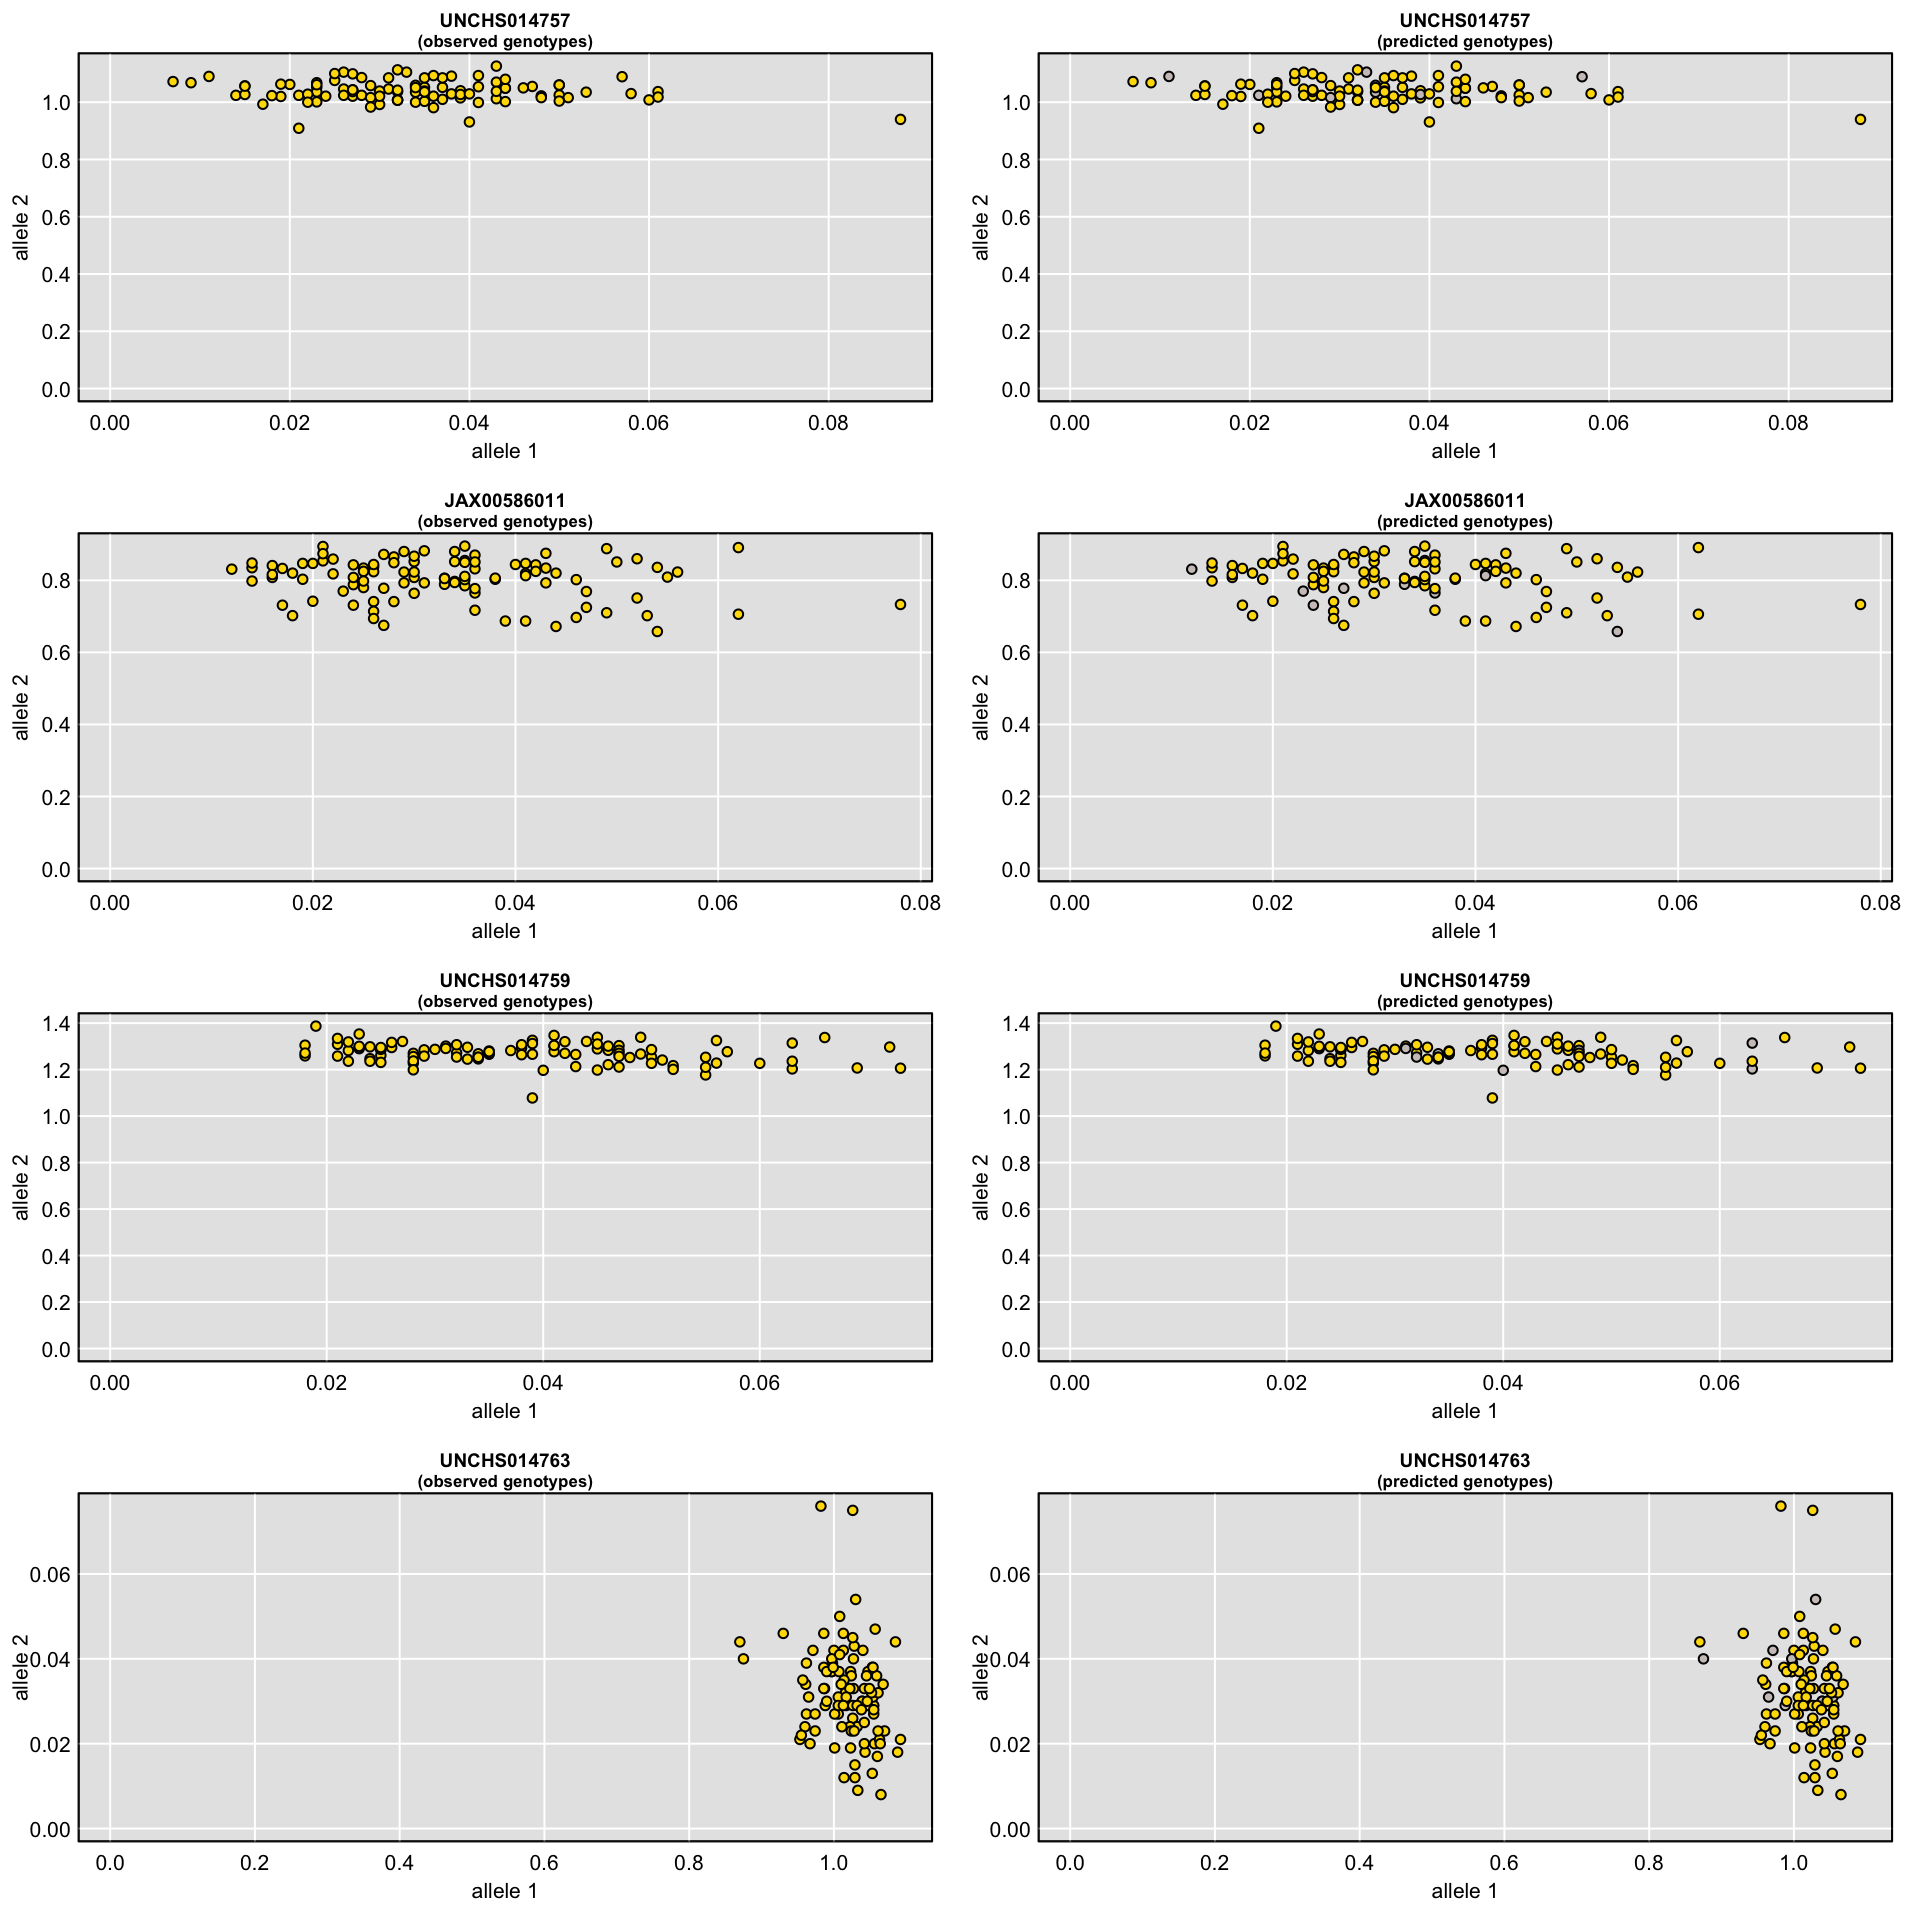 UNCHS014757
(observed genotypes)
1.0
0.8
0.6
0.4
0.2
0.0
allele 2
0.00 0.02 0.04 0.06 0.08
allele 1
UNCHS014757
(predicted genotypes)
1.0
0.8
0.6
0.4
0.2
0.0
allele 2
0.00 0.02 0.04 0.06 0.08
allele 1
JAX00586011
(observed genotypes)
0.8
0.6
0.4
0.2
0.0
allele 2
0.00 0.02 0.04 0.06 0.08
allele 1
JAX00586011
(predicted genotypes)
0.8
0.6
0.4
0.2
0.0
allele 2
0.00 0.02 0.04 0.06 0.08
allele 1
UNCHS014759
(observed genotypes)
1.4
1.2
1.0
0.8
0.6
0.4
0.2
0.0
allele 2
0.00 0.02 0.04 0.06
allele 1
UNCHS014759
(predicted genotypes)
1.4
1.2
1.0
0.8
0.6
0.4
0.2
0.0
allele 2
0.00 0.02 0.04 0.06
allele 1
UNCHS014763
(observed genotypes)
0.06
0.04
0.02
0.00
allele 2
0.0 0.2 0.4 0.6 0.8 1.0
allele 1
UNCHS014763
(predicted genotypes)
0.06
0.04
0.02
0.00
allele 2
0.0 0.2 0.4 0.6 0.8 1.0
allele 1